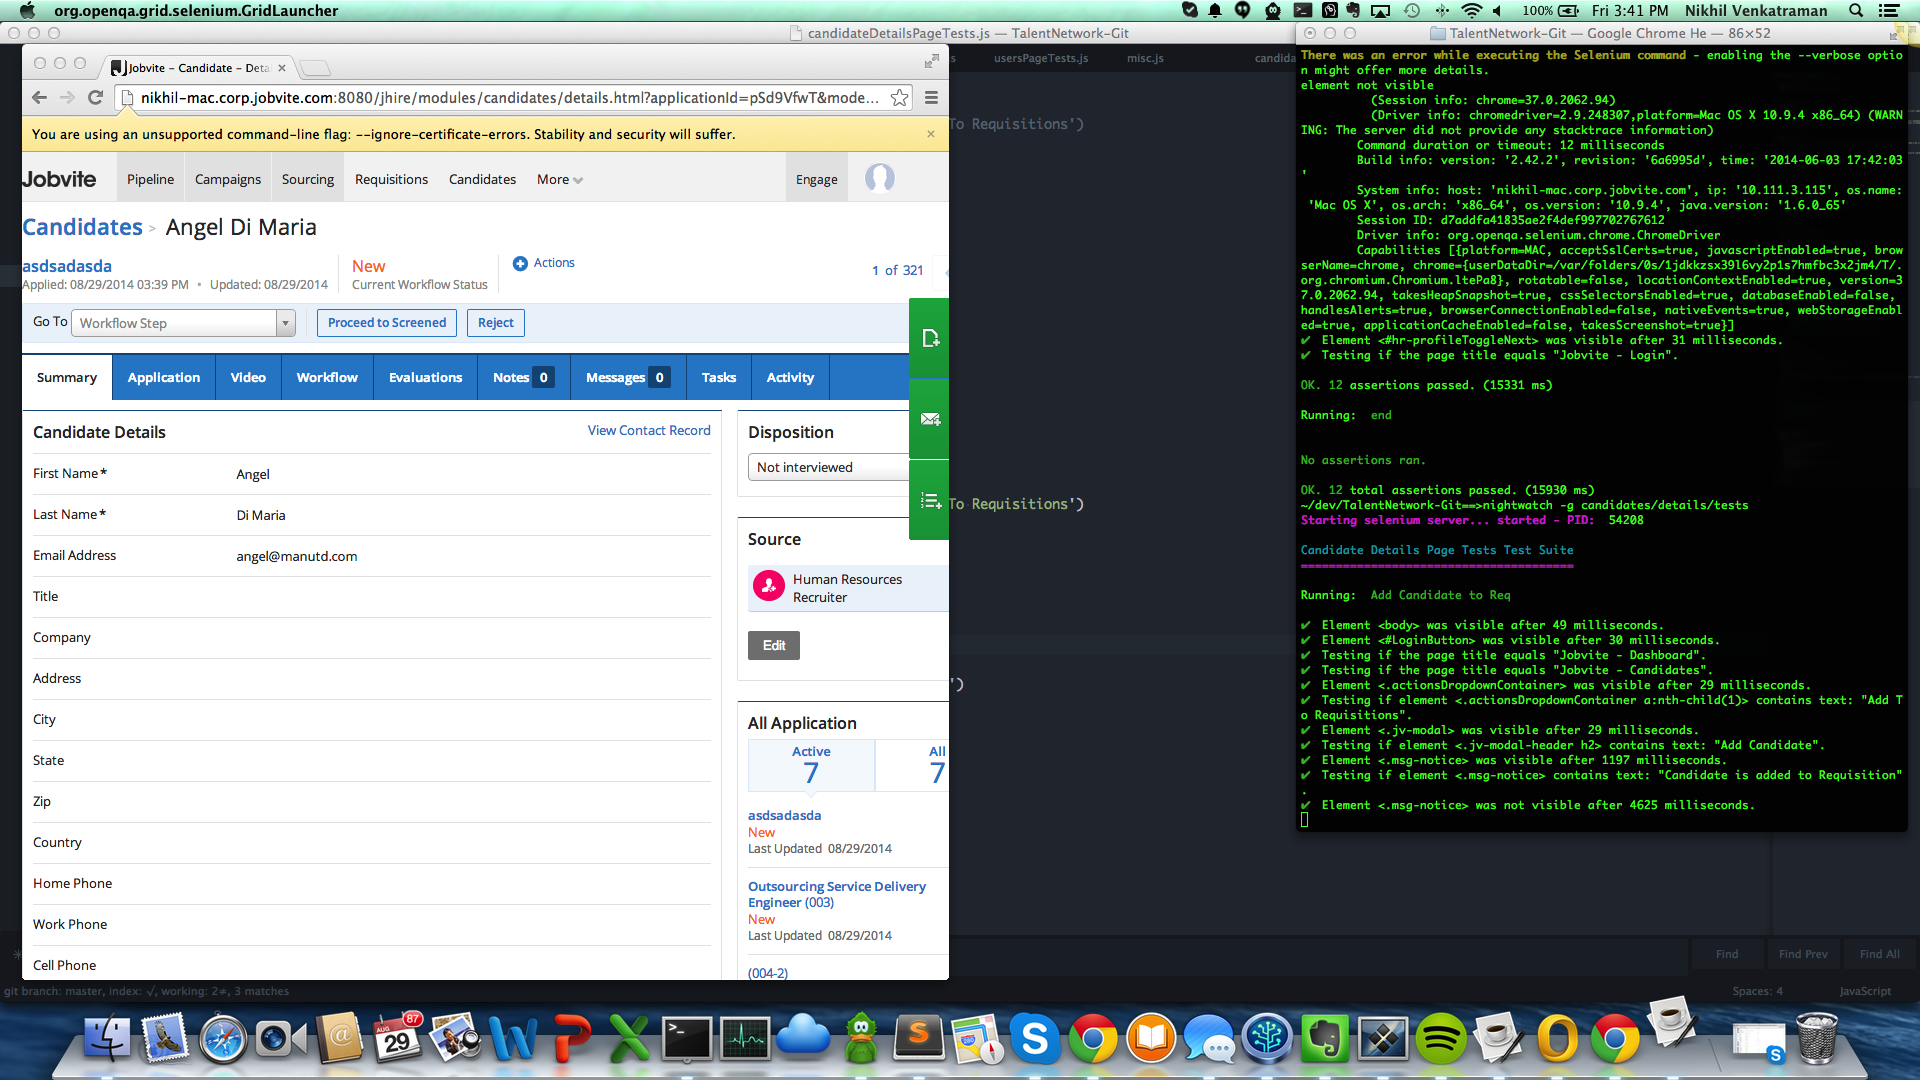 org.openqa.grid.selenium.GridLauncher
100%
Fri 3:41 PM
Nikhil Venkatraman
candidateDetailsPageTests.js — TalentNetwork-Git
usersPageTests.js
misc.js
candida
Jobvite – Candidate – Deta
nikhil-mac.corp.jobvite.com:8080/jhire/modules/candidates/details.html?applicationId=pSd9VfwT&mode...
You are using an unsupported command-line flag: --ignore-certificate-errors. Stability and security will suffer.
Jobvite
Pipeline
Campaigns
Sourcing
Requisitions
Candidates
More
Engage
Candidates > Angel Di Maria
asdsadasda
Applied: 08/29/2014 03:39 PM • Updated: 08/29/2014
New
Current Workflow Status
Actions
1 of 321
Go To
Workflow Step
Proceed to Screened
Reject
Summary
Application
Video
Workflow
Evaluations
Notes 0
Messages 0
Tasks
Activity
Candidate Details
View Contact Record
First Name* Angel
Last Name* Di Maria
Email Address angel@manutd.com
Title
Company
Address
City
State
Zip
Country
Home Phone
Work Phone
Cell Phone
Disposition
Not interviewed
Source
Human Resources
Recruiter
Edit
All Application
Active
7
All
7
asdsadasda
New
Last Updated 08/29/2014
Outsourcing Service Delivery
Engineer (003)
New
Last Updated 08/29/2014
(004-2)
To Requisitions')
To Requisitions')
')
TalentNetwork-Git — Google Chrome He — 86×52
There was an error while executing the Selenium command - enabling the --verbose optio
n might offer more details.
element not visible
(Session info: chrome=37.0.2062.94)
(Driver info: chromedriver=2.9.248307,platform=Mac OS X 10.9.4 x86_64) (WARN
ING: The server did not provide any stacktrace information)
Command duration or timeout: 12 milliseconds
Build info: version: '2.42.2', revision: '6a6995d', time: '2014-06-03 17:42:03
'
System info: host: 'nikhil-mac.corp.jobvite.com', ip: '10.111.3.115', os.name:
'Mac OS X', os.arch: 'x86_64', os.version: '10.9.4', java.version: '1.6.0_65'
Session ID: d7addfa41835ae2f4def997702767612
Driver info: org.openqa.selenium.chrome.ChromeDriver
Capabilities [{platform=MAC, acceptSslCerts=true, javascriptEnabled=true, brow
serName=chrome, chrome={userDataDir=/var/folders/0s/1jdkkzsx39l6vy2p1s7hmfbc3x2jm4/T/.
org.chromium.Chromium.ltePa8}, rotatable=false, locationContextEnabled=true, version=3
7.0.2062.94, takesHeapSnapshot=true, cssSelectorsEnabled=true, databaseEnabled=false,
handlesAlerts=true, browserConnectionEnabled=false, nativeEvents=true, webStorageEnabl
ed=true, applicationCacheEnabled=false, takesScreenshot=true}]
✔ Element <#hr-profileToggleNext> was visible after 31 milliseconds.
✔ Testing if the page title equals "Jobvite - Login".
OK. 12 assertions passed. (15331 ms)
Running: end
No assertions ran.
OK. 12 total assertions passed. (15930 ms)
~/dev/TalentNetwork-Git==>nightwatch -g candidates/details/tests
Starting selenium server... started - PID: 54208
Candidate Details Page Tests Test Suite
=======================================
Running: Add Candidate to Req
✔ Element <body> was visible after 49 milliseconds.
✔ Element <#LoginButton> was visible after 30 milliseconds.
✔ Testing if the page title equals "Jobvite - Dashboard".
✔ Testing if the page title equals "Jobvite - Candidates".
✔ Element <.actionsDropdownContainer> was visible after 29 milliseconds.
✔ Testing if element <.actionsDropdownContainer a:nth-child(1)> contains text: "Add T
o Requisitions".
✔ Element <.jv-modal> was visible after 29 milliseconds.
✔ Testing if element <.jv-modal-header h2> contains text: "Add Candidate".
✔ Element <.msg-notice> was visible after 1197 milliseconds.
✔ Testing if element <.msg-notice> contains text: "Candidate is added to Requisition"
.
✔ Element <.msg-notice> was not visible after 4625 milliseconds.
Find
Find Prev
Find All
git branch: master, index: √, working: 2≠, 3 matches
Spaces: 4
JavaScript
AUG
29
87